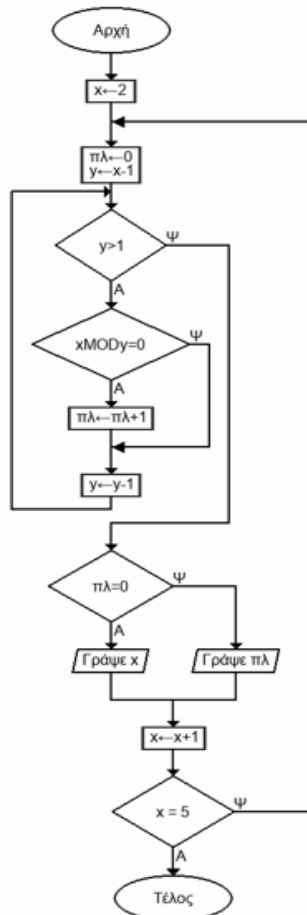 Αρχή
x←2
πλ←0
y←x-1
y>1
Ψ
Α
xMODy=0
Ψ
Α
πλ←πλ+1
y←y-1
πλ=0
Ψ
Α
Γράψε x
Γράψε πλ
x←x+1
x = 5
Ψ
Α
Τέλος